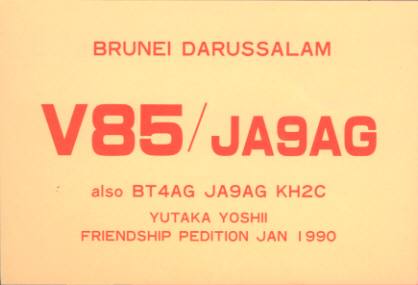 BRUNEI DARUSSALAM
V85/JA9AG
also BT4AG JA9AG KH2C
YUTAKA YOSHII
FRIENDSHIP PEDITION JAN 1990